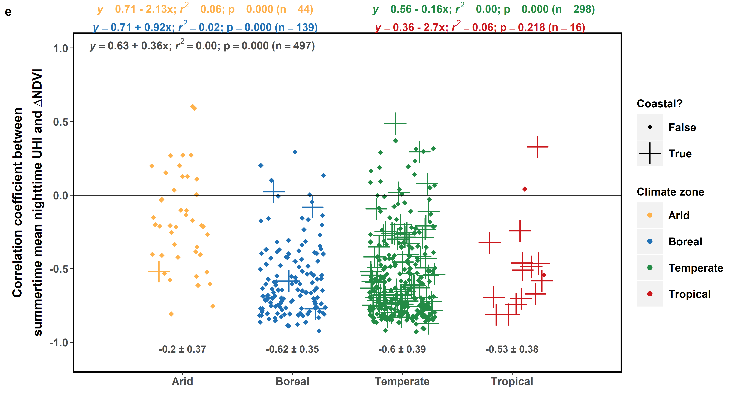 e
y = 0.71 - 2.13x; r² = 0.06; p = 0.000 (n = 44)
y = 0.56 - 0.16x; r² = 0.00; p = 0.000 (n = 298)
y = 0.71 + 0.92x; r² = 0.02; p = 0.000 (n = 139)
y = 0.36 - 2.7x; r² = 0.06; p = 0.218 (n = 16)
y = 0.63 + 0.36x; r² = 0.00; p = 0.000 (n = 497)
Correlation coefficient between
summertime mean nighttime UHI and ΔNDVI
1.0
0.5
0.0
-0.5
-1.0
-0.2 ± 0.37
-0.62 ± 0.35
-0.6 ± 0.39
-0.53 ± 0.38
Arid
Boreal
Temperate
Tropical
Coastal?
False
True
Climate zone
Arid
Boreal
Temperate
Tropical